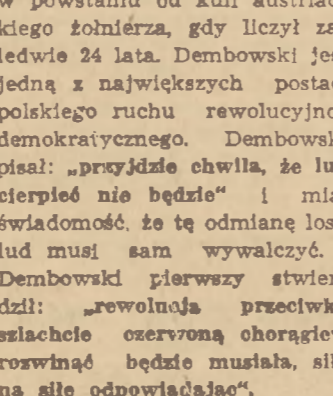 w powstaniu od kuli austriac
kiego żołnierza, gdy liczył za
ledwie 24 lata. Dembowski jes
jedną z największych postac
polskiego ruchu rewolucyjno
demokratycznego. Dembowsk
pisał: „przyjdzie chwila, że lu
cierpieć nie będzie“ i mia
świadomość, że tę odmianę los
lud musi sam wywalczyć.
Dembowski pierwszy stwier
dził: „rewolucja przeciwk
szlachcie czerwoną chorągiew
rozwinąć będzie musiała, sił
na siłę odpowiadając“.